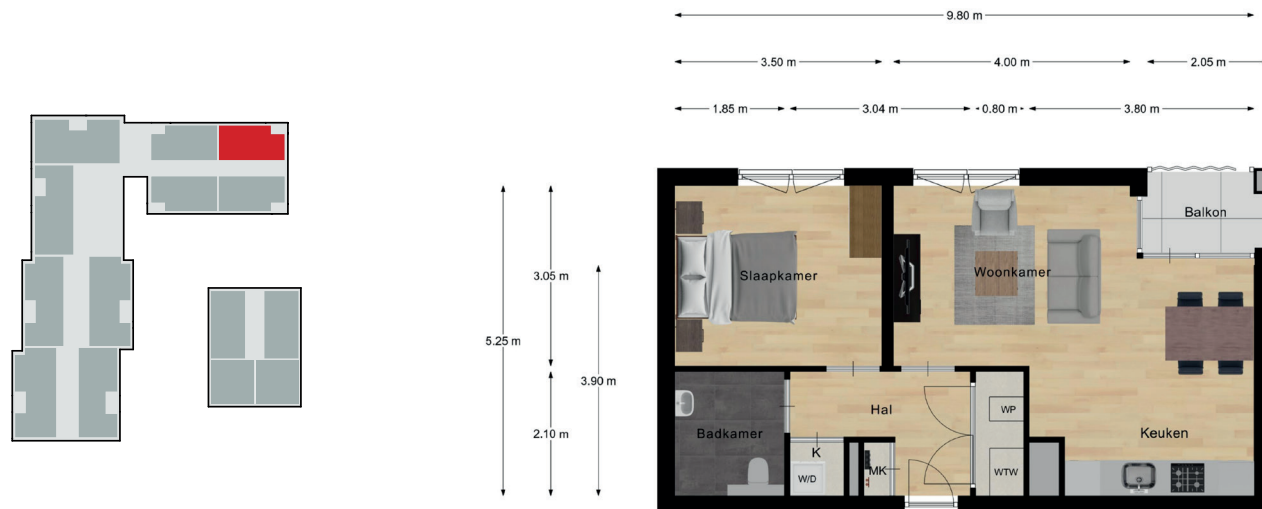 9.80 m
3.50 m
4.00 m
2.05 m
1.85 m
3.04 m
0.80 m
3.80 m
Balkon
Slaapkamer
Woonkamer
3.05 m
5.25 m
3.90 m
2.10 m
Hal
WP
Badkamer
Keuken
K
MK
WTW
W/D